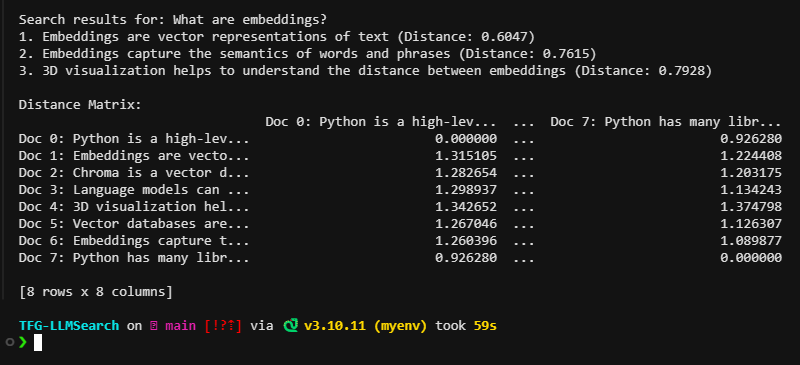 Search results for: What are embeddings?
1. Embeddings are vector representations of text (Distance: 0.6047)
2. Embeddings capture the semantics of words and phrases (Distance: 0.7615)
3. 3D visualization helps to understand the distance between embeddings (Distance: 0.7928)
Distance Matrix:
Doc 0: Python is a high-lev... ... Doc 7: Python has many libr...
Doc 0: Python is a high-lev... 0.000000 ... 0.926280
Doc 1: Embeddings are vecto... 1.315105 ... 1.224408
Doc 2: Chroma is a vector d... 1.282654 ... 1.203175
Doc 3: Language models can ... 1.298937 ... 1.134243
Doc 4: 3D visualization hel... 1.342652 ... 1.374798
Doc 5: Vector databases are... 1.267046 ... 1.126307
Doc 6: Embeddings capture t... 1.260396 ... 1.089877
Doc 7: Python has many libr... 0.926280 ... 0.000000
[8 rows x 8 columns]
TFG-LLMSearch on main [!?⇡] via v3.10.11 (myenv) took 59s
❯